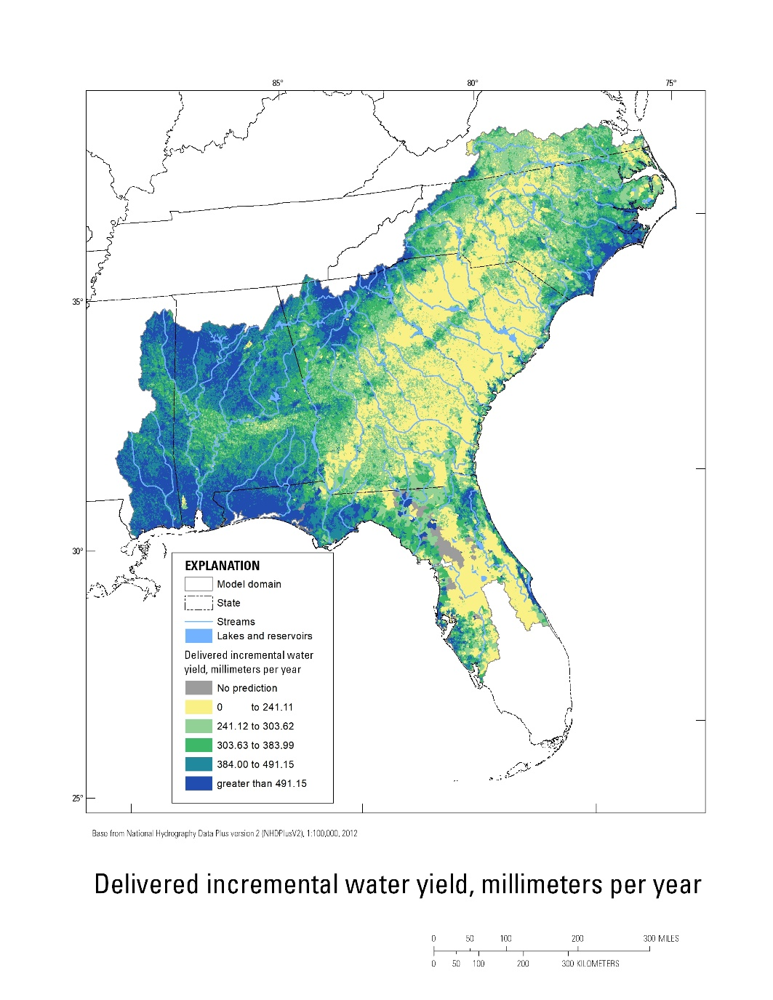 85°
80°
75°
35°
30°
25°
EXPLANATION
Model domain
State
Streams
Lakes and reservoirs
Delivered incremental water
yield, millimeters per year
No prediction
0 to 241.11
241.12 to 303.62
303.63 to 383.99
384.00 to 491.15
greater than 491.15
Base from National Hydrography Data Plus version 2 (NHDPlusV2), 1:100,000, 2012
Delivered incremental water yield, millimeters per year
0 50 100 200 300 MILES
0 50 100 200 300 KILOMETERS